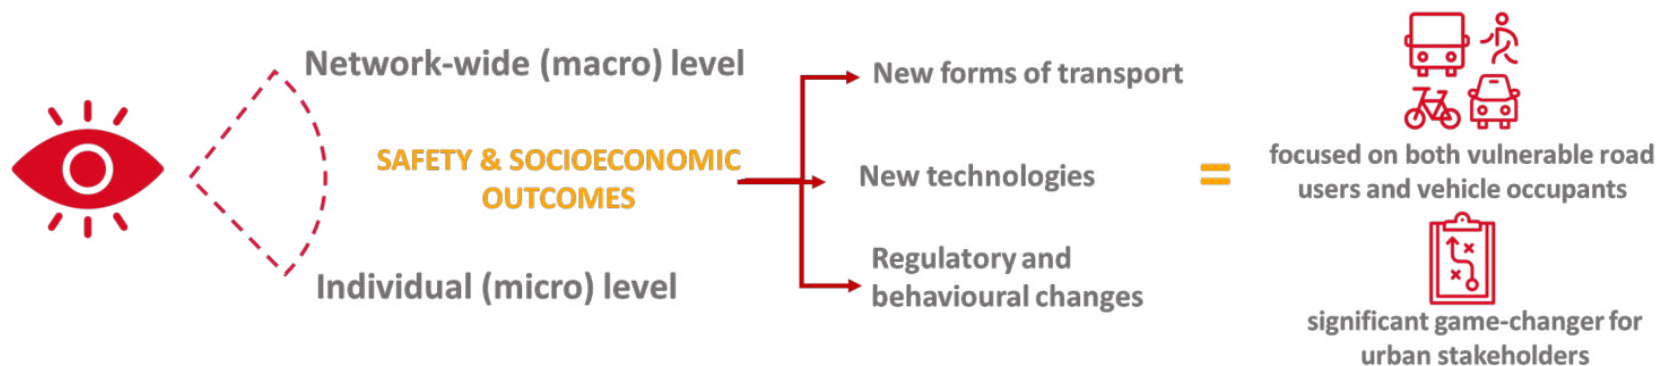 Network-wide (macro) level
SAFETY & SOCIOECONOMIC
OUTCOMES
Individual (micro) level
New forms of transport
New technologies
Regulatory and
behavioural changes
=
focused on both vulnerable road
users and vehicle occupants
significant game-changer for
urban stakeholders